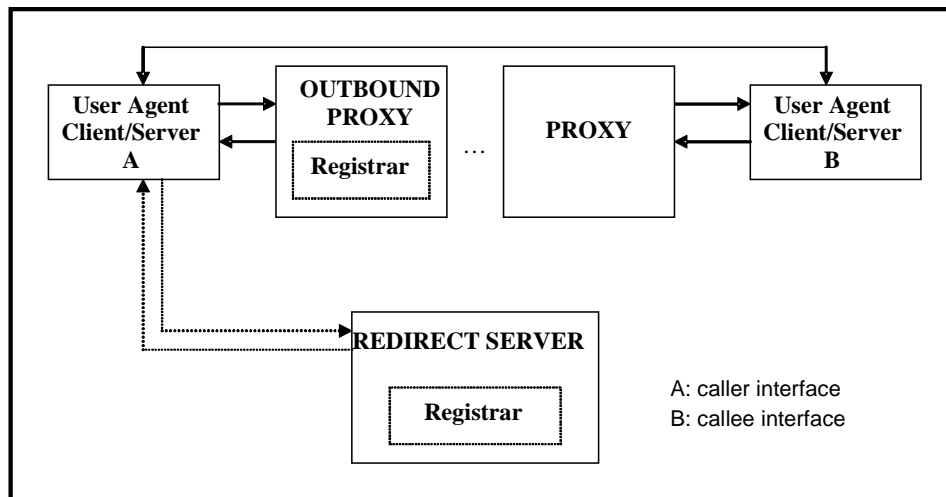 User Agent
Client/Server
A
OUTBOUND
PROXY
Registrar
...
PROXY
User Agent
Client/Server
B
REDIRECT SERVER
Registrar
A: caller interface
B: callee interface